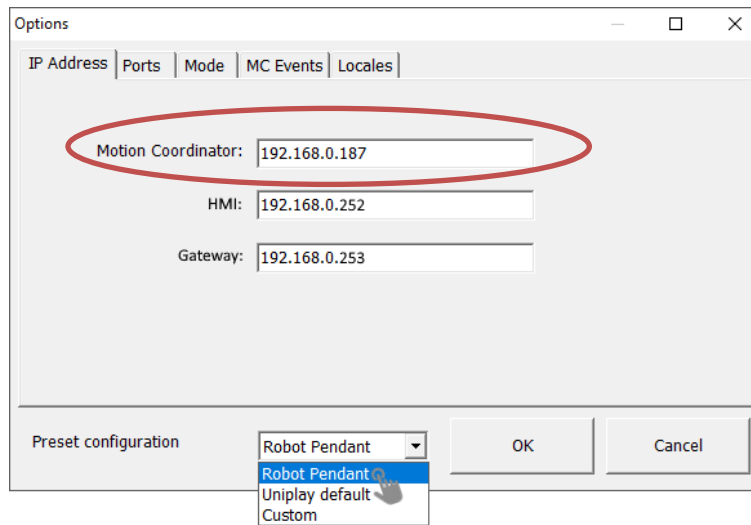 Options
IP Address Ports Mode MC Events Locales
Motion Coordinator: 192.168.0.187
HMI: 192.168.0.252
Gateway: 192.168.0.253
Preset configuration Robot Pendant OK Cancel
Robot Pendant
Uniplay default
Custom